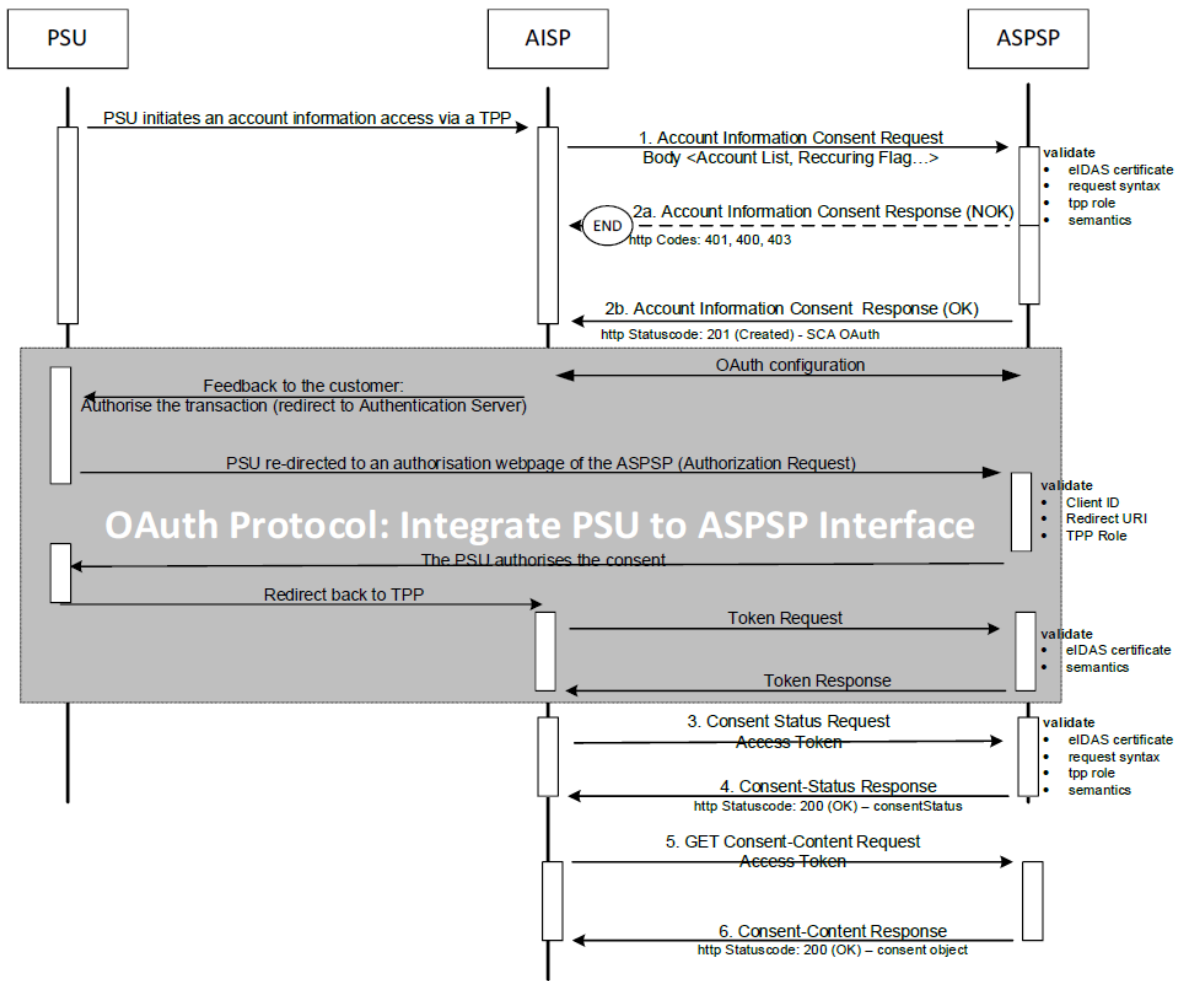 PSU
AISP
ASPSP
PSU initiates an account information access via a TPP
1. Account Information Consent Request
Body <Account List, Reccuring Flag...>
validate
• eIDAS certificate
• request syntax
• tpp role
• semantics
2a. Account Information Consent Response (NOK)
END
http Codes: 401, 400, 403
2b. Account Information Consent Response (OK)
http Statuscode: 201 (Created) - SCA OAuth
OAuth configuration
Feedback to the customer:
Authorise the transaction (redirect to Authentication Server)
PSU re-directed to an authorisation webpage of the ASPSP (Authorization Request)
validate
• Client ID
• Redirect URI
• TPP Role
OAuth Protocol: Integrate PSU to ASPSP Interface
The PSU authorises the consent
Redirect back to TPP
Token Request
validate
• eIDAS certificate
• semantics
Token Response
3. Consent Status Request
Access Token
validate
• eIDAS certificate
• request syntax
• tpp role
• semantics
4. Consent-Status Response
http Statuscode: 200 (OK) – consentStatus
5. GET Consent-Content Request
Access Token
6. Consent-Content Response
http Statuscode: 200 (OK) – consent object